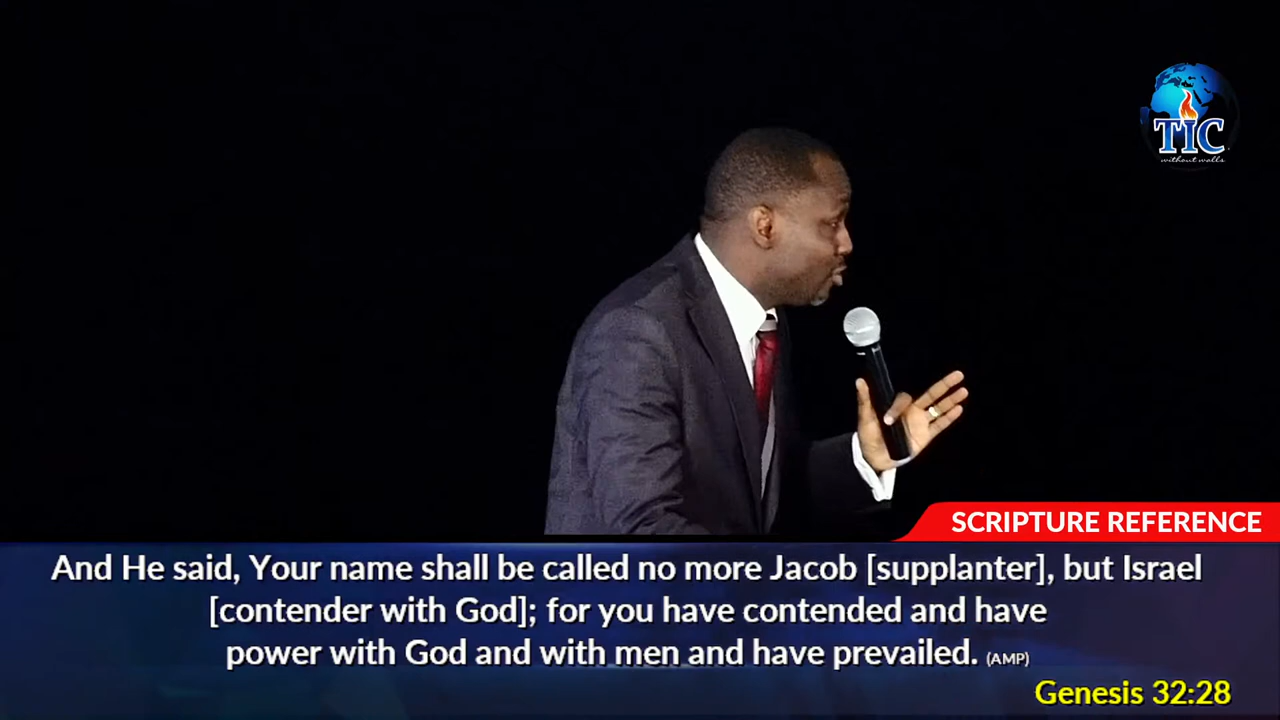 TIC
without walls
SCRIPTURE REFERENCE
And He said, Your name shall be called no more Jacob [supplanter], but Israel
[contender with God]; for you have contended and have
power with God and with men and have prevailed. (AMP)
Genesis 32:28